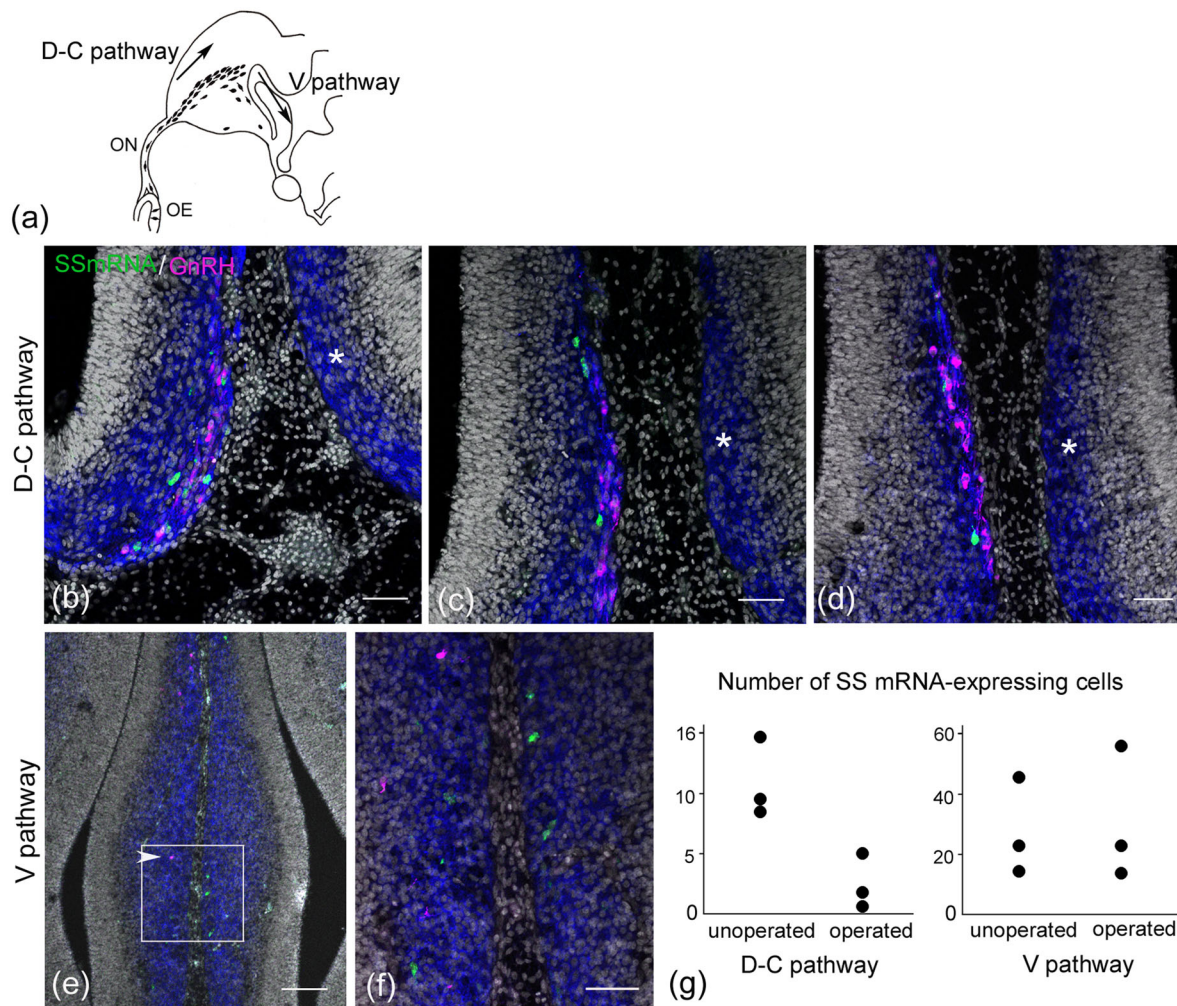 D-C pathway
V pathway
ON
OE
(a)
SSmRNA/GnRH
*
*
*
D-C pathway
(b)
(c)
(d)
V pathway
(e)
(f)
Number of SS mRNA-expressing cells
16
10
5
0
unoperated operated
D-C pathway
60
40
20
0
unoperated operated
V pathway
(g)